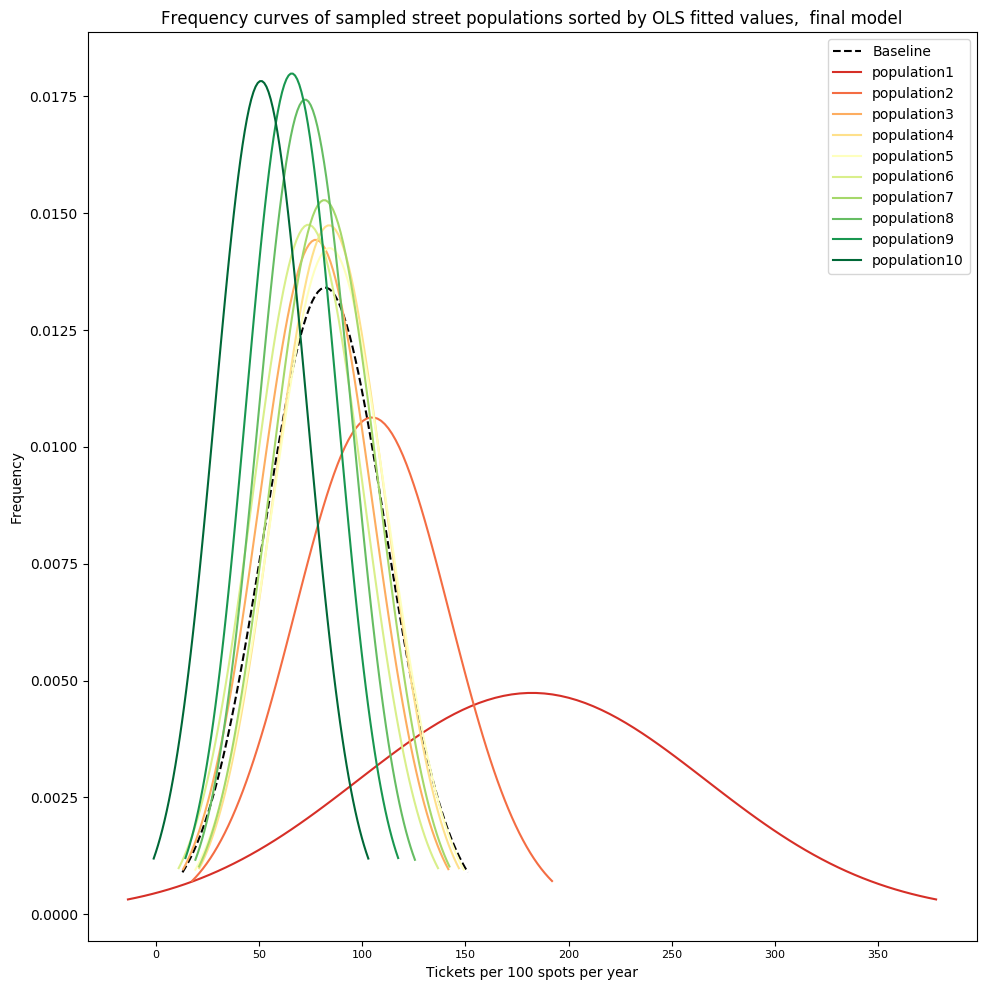 Frequency curves of sampled street populations sorted by OLS fitted values,  final model
Baseline
population1
population2
population3
population4
population5
population6
population7
population8
population9
population10
0.0175
0.0150
0.0125
0.0100
0.0075
0.0050
0.0025
0.0000
Frequency
0 50 100 150 200 250 300 350
Tickets per 100 spots per year